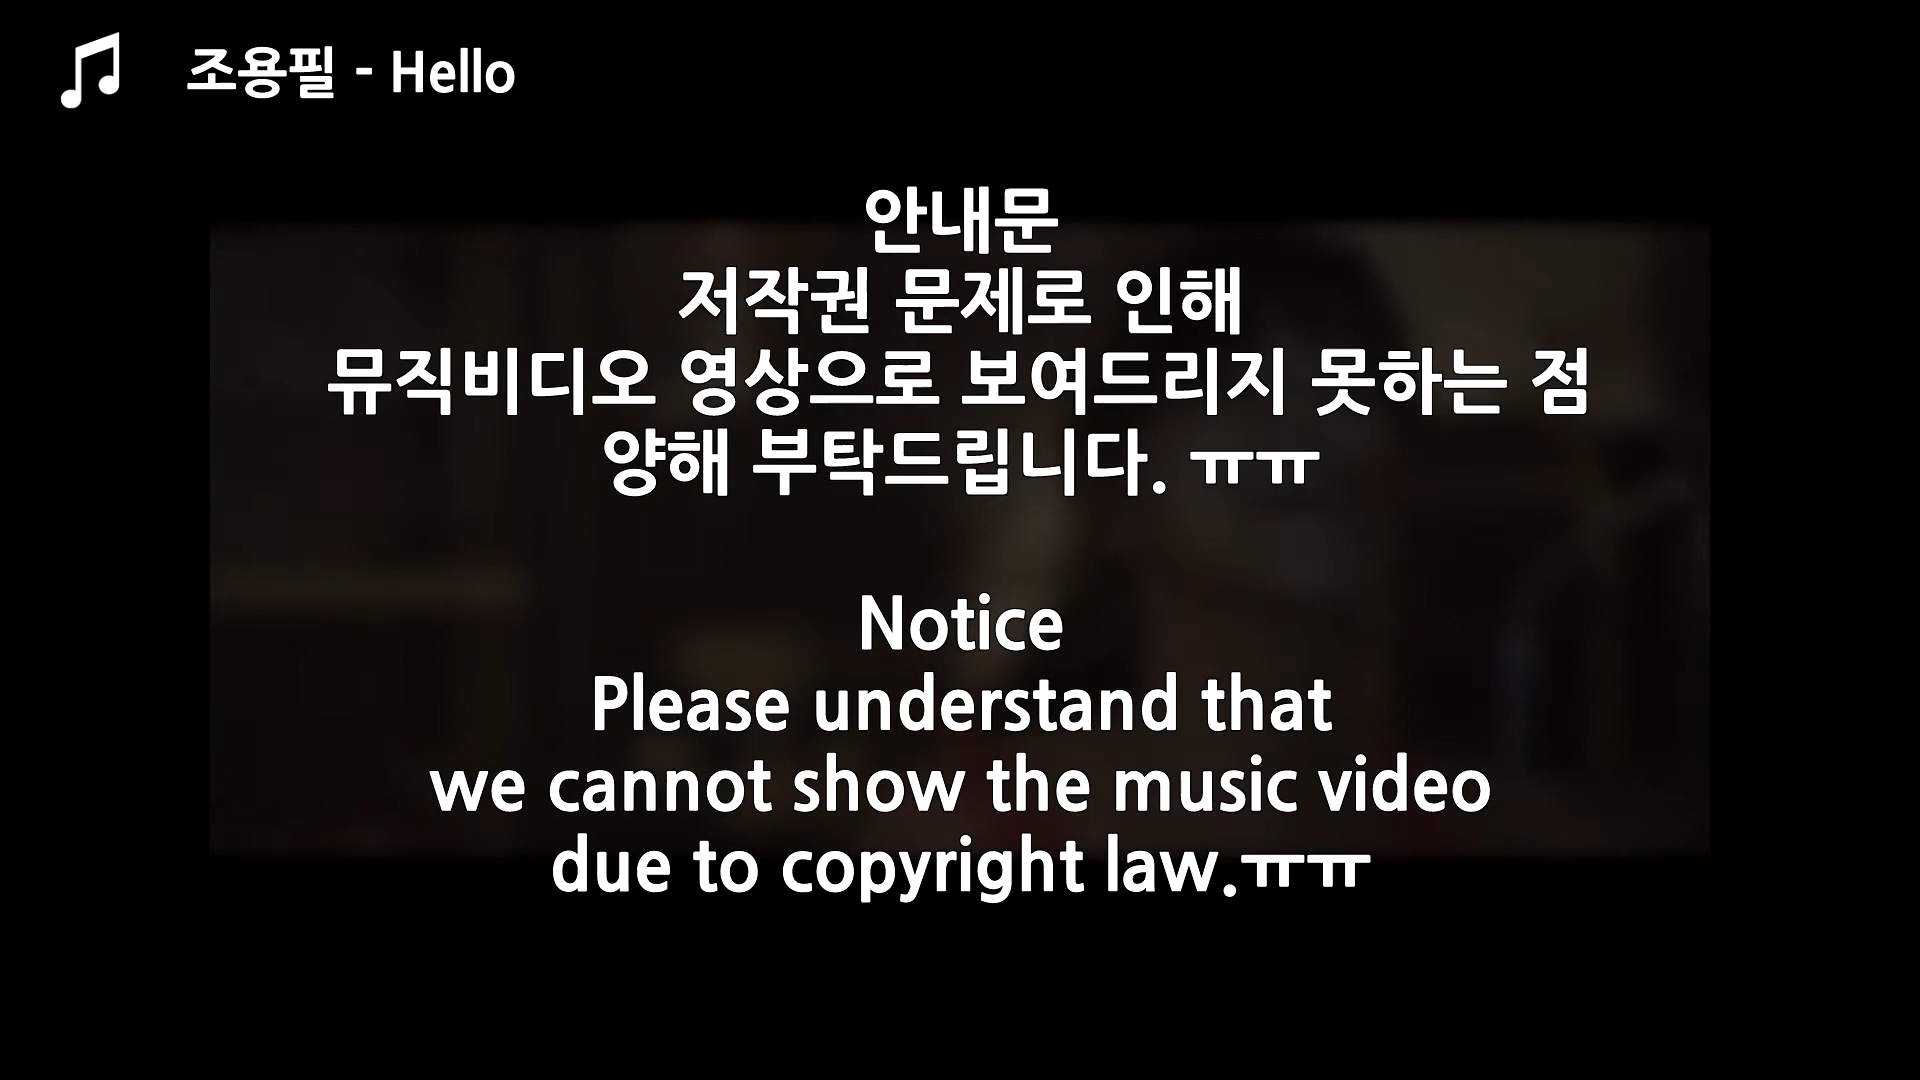 조용필 - Hello
안내문
저작권 문제로 인해
뮤직비디오 영상으로 보여드리지 못하는 점
양해 부탁드립니다. ㅠㅠ
Notice
Please understand that
we cannot show the music video
due to copyright law.ㅠㅠ